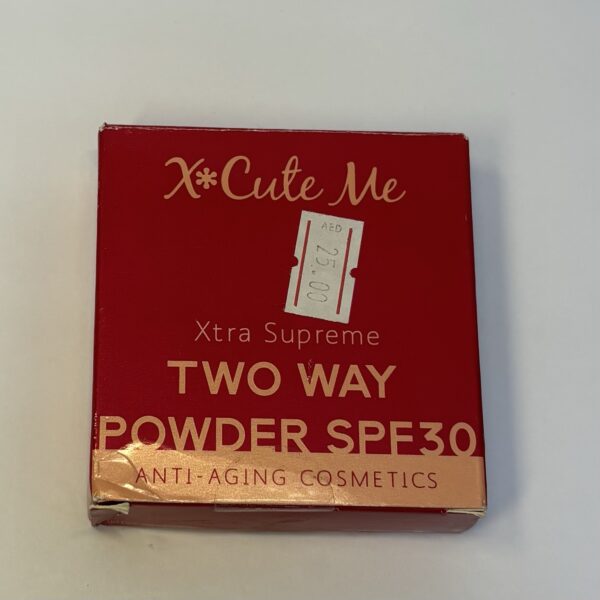 X*Cute Me
AED
25.00
Xtra Supreme
TWO WAY
POWDER SPF30
ANTI-AGING COSMETICS